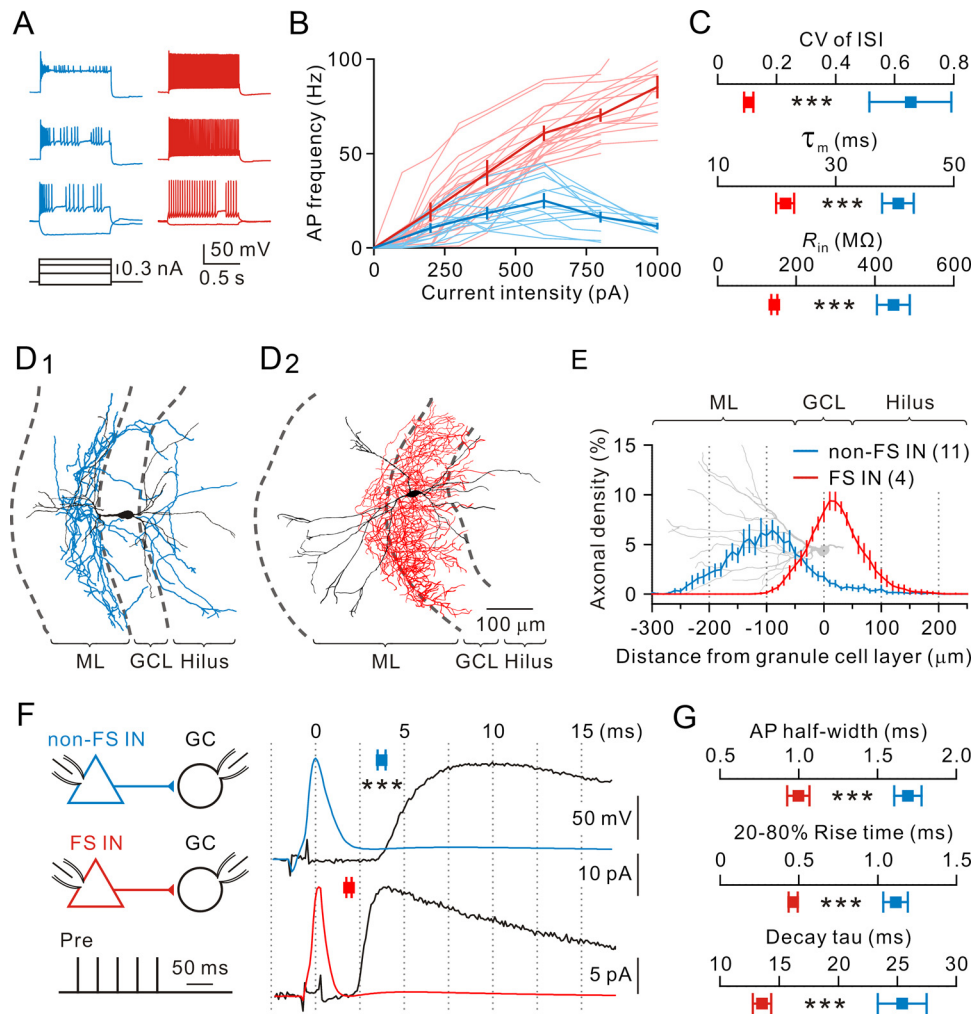 A
50 mV
0.5 s
0.3 nA
B
AP frequency (Hz)
100
50
0
0 250 500 750 1000
Current intensity (pA)
C
CV of ISI
0 0.2 0.4 0.6 0.8
***
τm (ms)
10 30 50
***
Rin (MΩ)
0 200 400 600
***
D1
ML GCL Hilus
D2
100 μm
ML GCL Hilus
E
ML GCL Hilus
Axonal density (%)
15
10
5
0
non-FS IN (11)
FS IN (4)
-300 -200 -100 0 100 200
Distance from granule cell layer (μm)
F
non-FS IN GC
FS IN GC
Pre
50 ms
0 5 10 15 (ms)
***
50 mV
10 pA
5 pA
G
AP half-width (ms)
0.5 1.0 1.5 2.0
***
20-80% Rise time (ms)
0 0.5 1.0 1.5
***
Decay tau (ms)
10 15 20 25 30
***